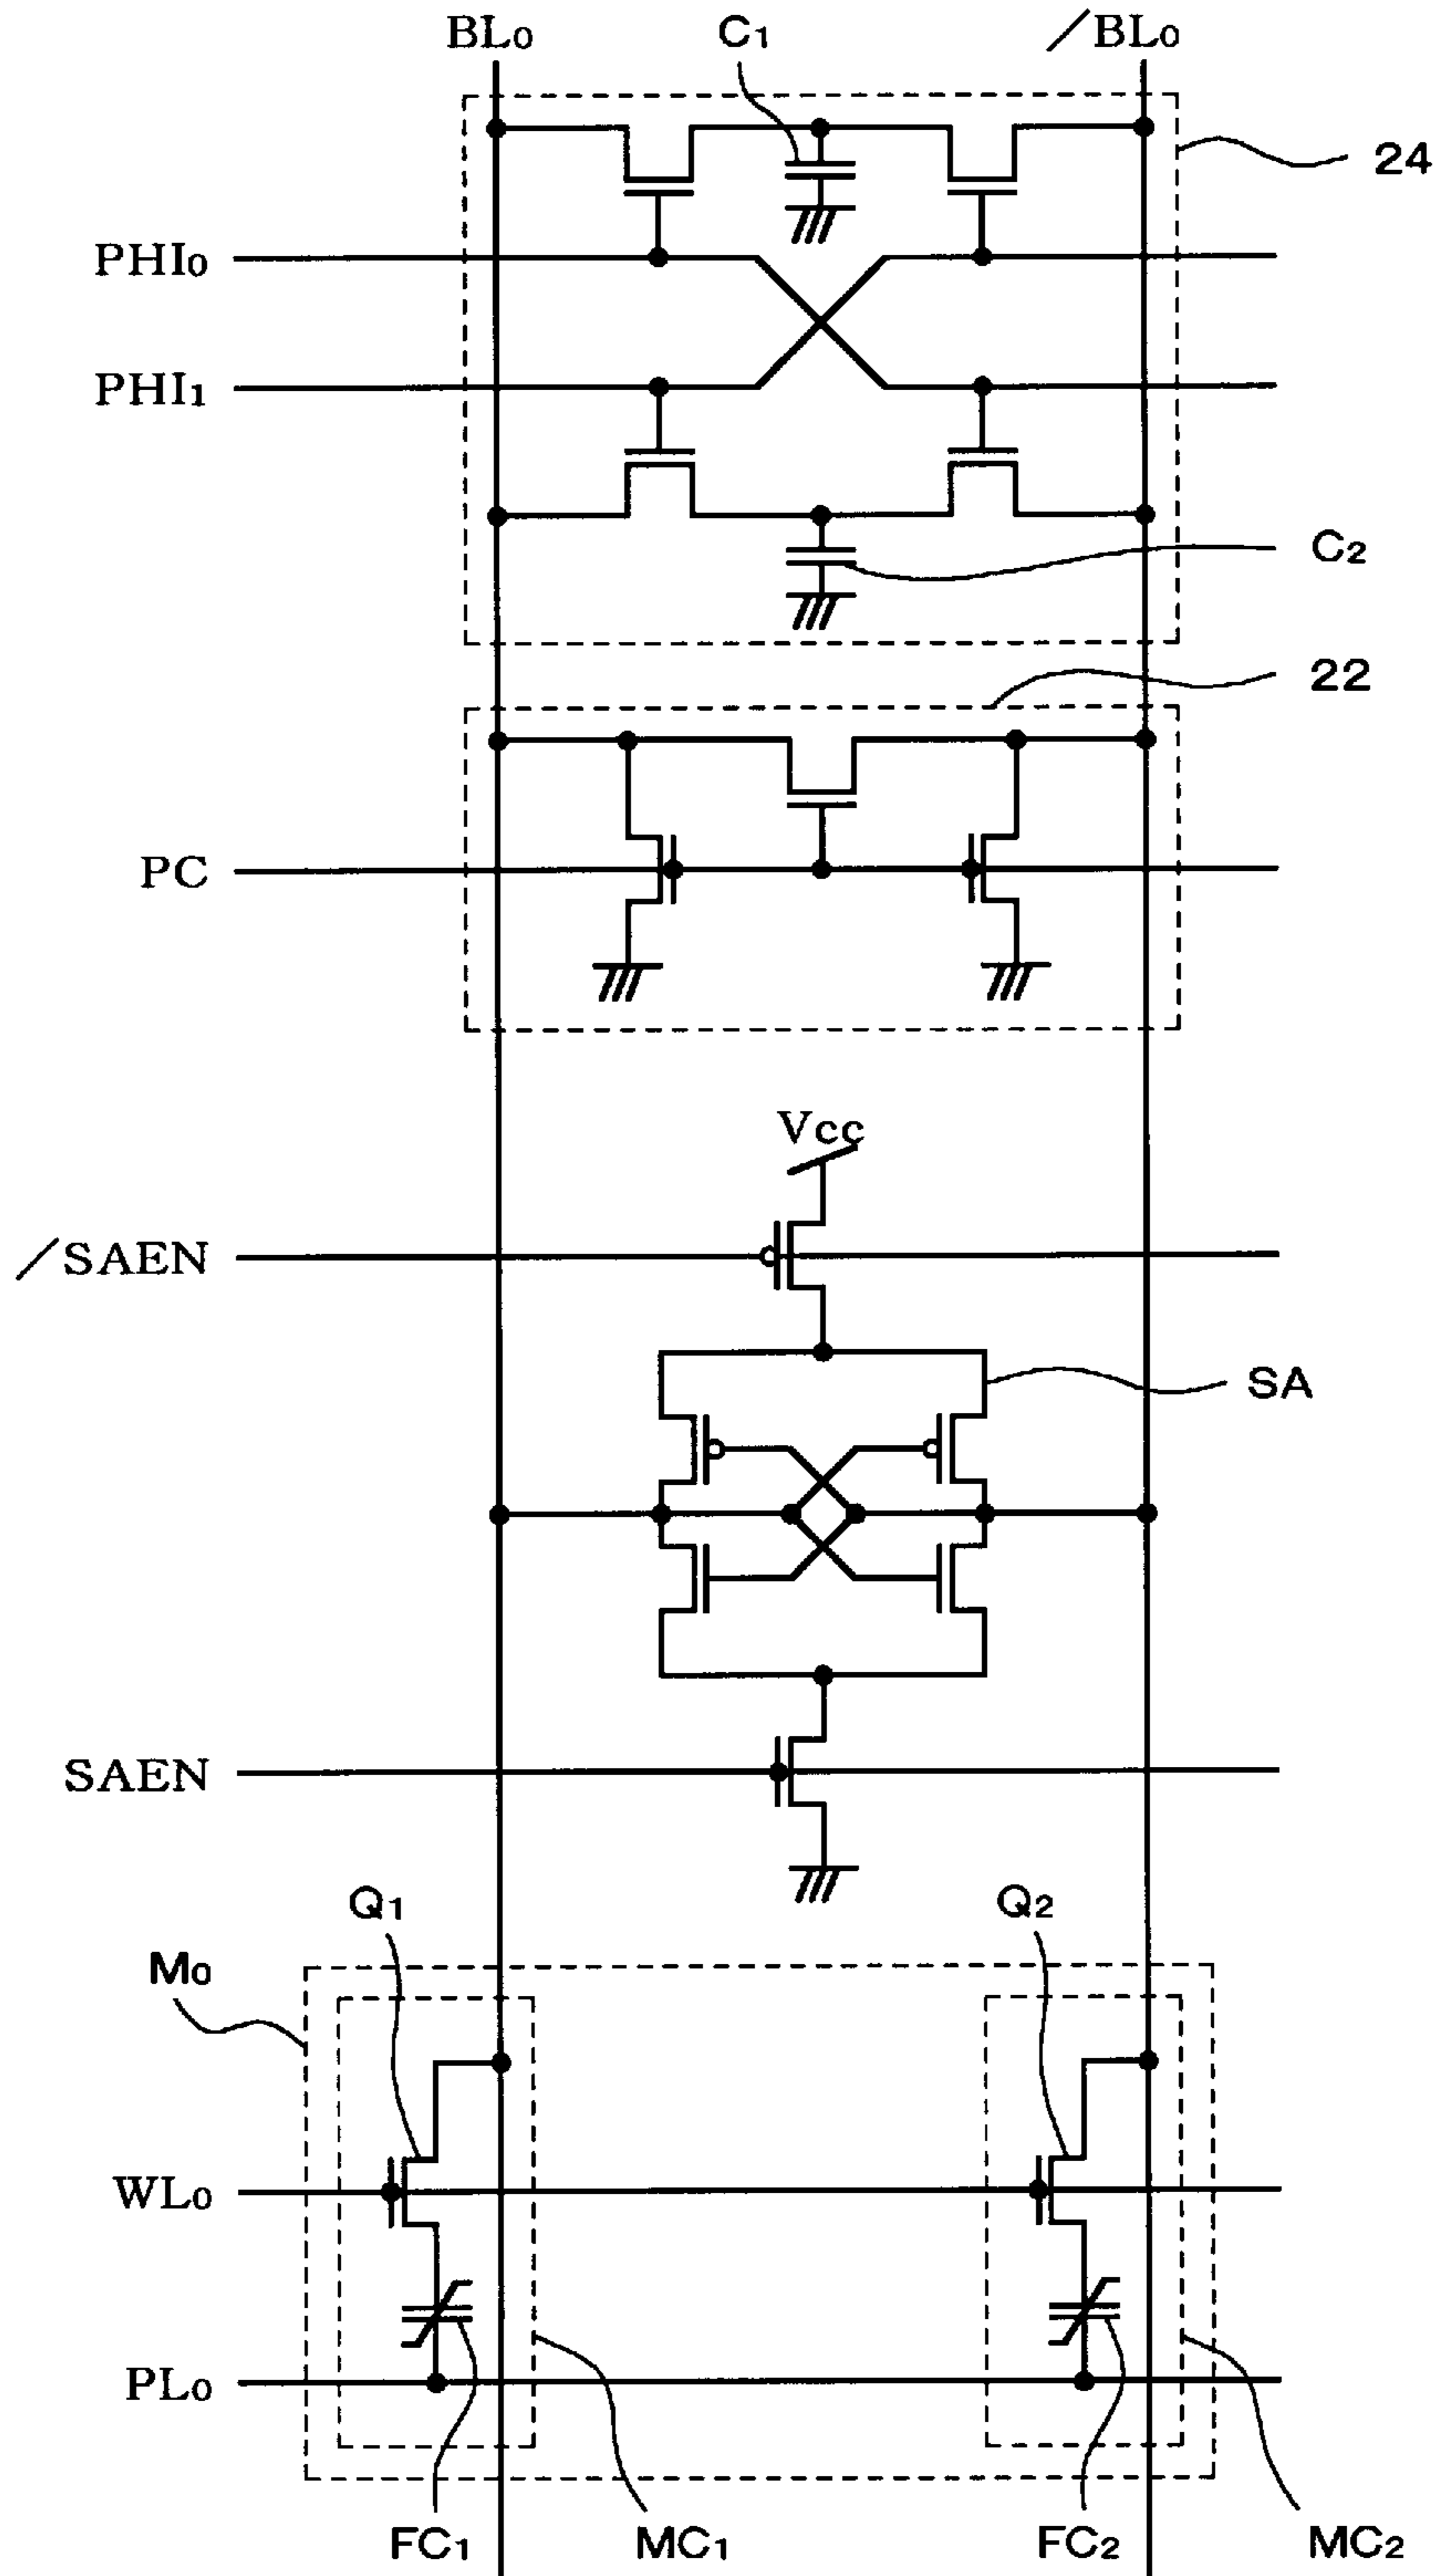 BL0 C1 /BL0
24
PHI0
PHI1
C2
22
PC
Vcc
/SAEN
SA
SAEN
Q1 Q2
M0
WL0
PL0
FC1 MC1 FC2 MC2